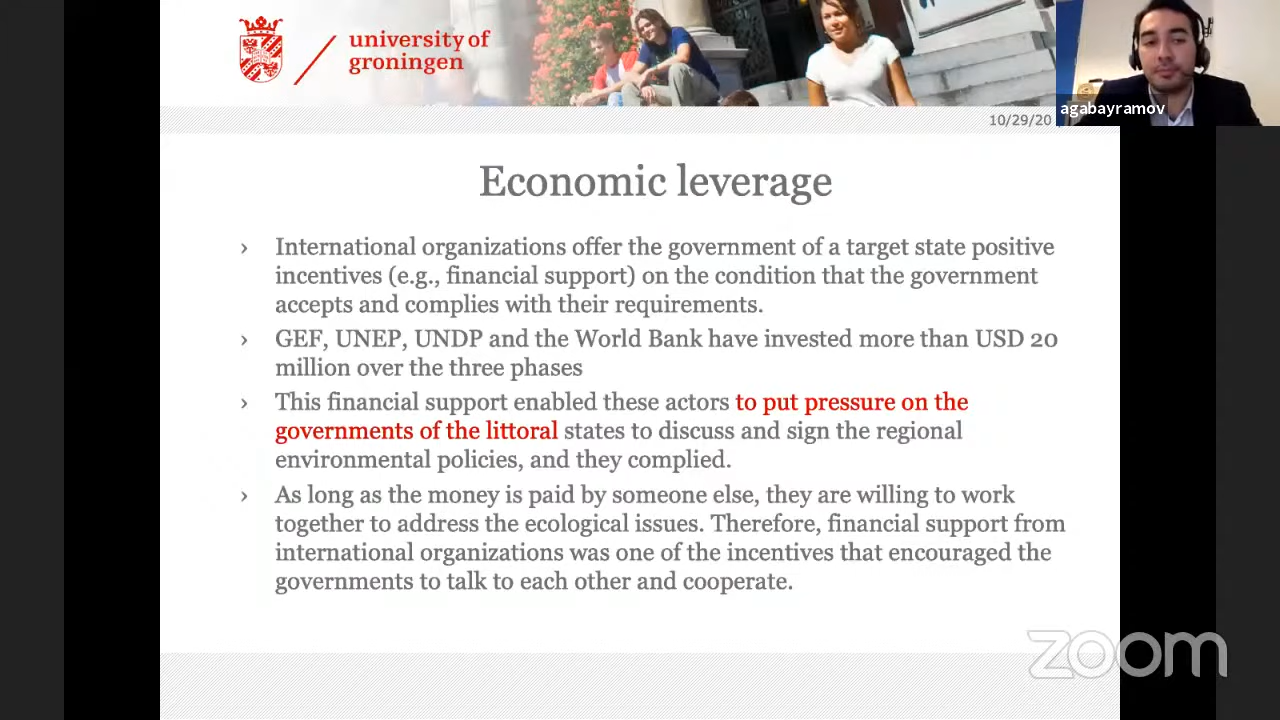 university of
groningen
agabayramov
10/29/20
Economic leverage
› International organizations offer the government of a target state positive
incentives (e.g., financial support) on the condition that the government
accepts and complies with their requirements.
› GEF, UNEP, UNDP and the World Bank have invested more than USD 20
million over the three phases
› This financial support enabled these actors to put pressure on the
governments of the littoral states to discuss and sign the regional
environmental policies, and they complied.
› As long as the money is paid by someone else, they are willing to work
together to address the ecological issues. Therefore, financial support from
international organizations was one of the incentives that encouraged the
governments to talk to each other and cooperate.
zoom